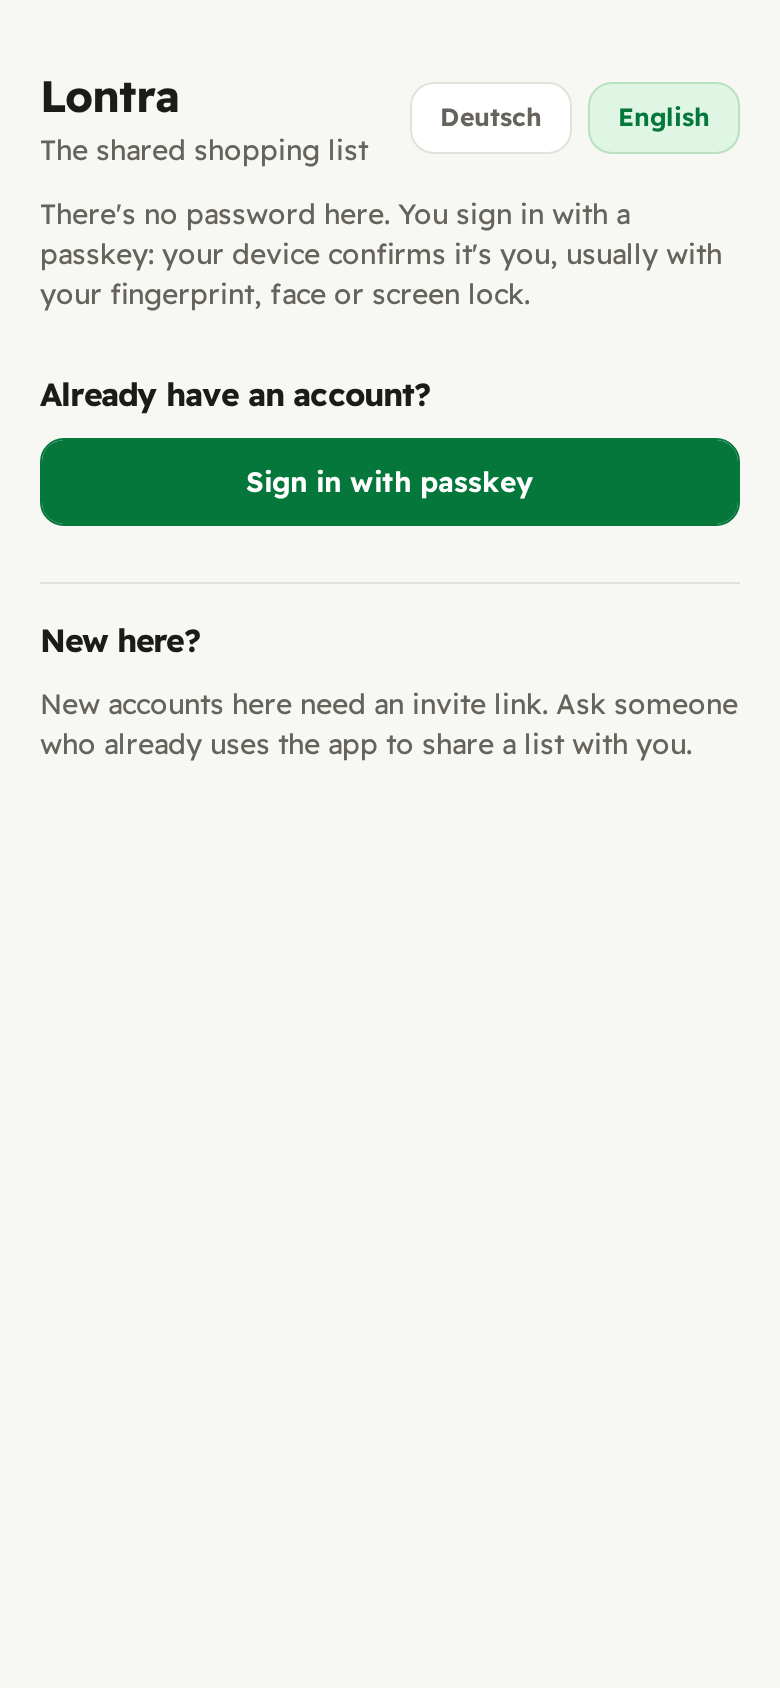 Lontra
The shared shopping list
Deutsch
English
There's no password here. You sign in with a
passkey: your device confirms it's you, usually with
your fingerprint, face or screen lock.
Already have an account?
Sign in with passkey
New here?
New accounts here need an invite link. Ask someone
who already uses the app to share a list with you.